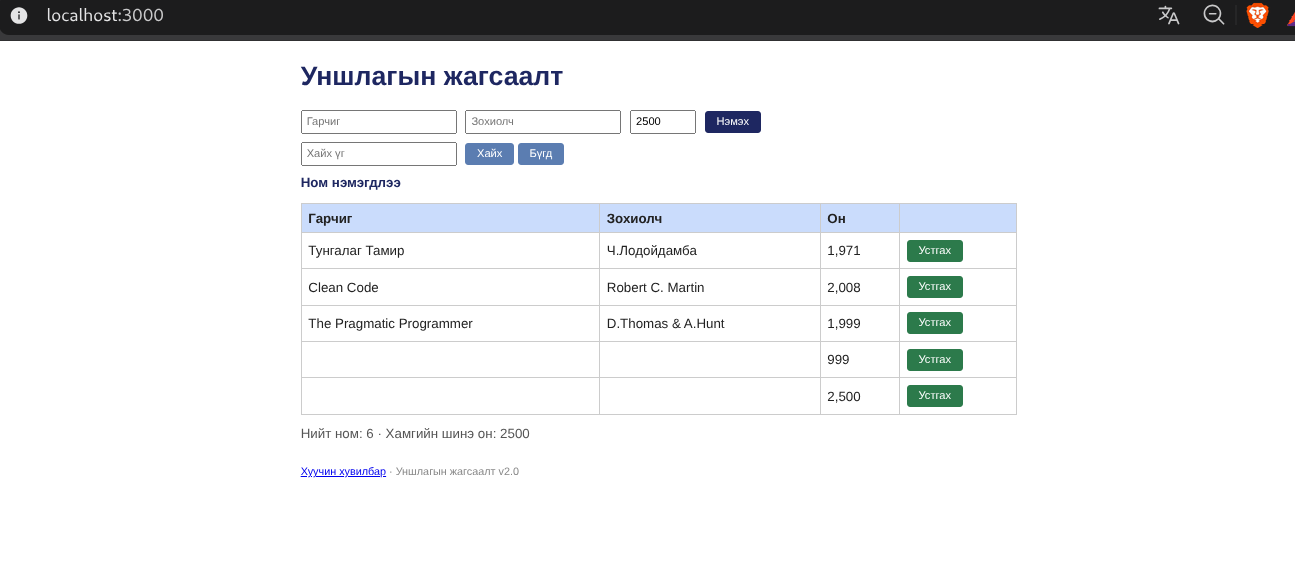 localhost:3000
Уншлагын жагсаалт
Гарчиг Зохиолч 2500 Нэмэх
Хайх үг Хайх Бүгд
Ном нэмэгдлээ
Гарчиг Зохиолч Он
Тунгалаг Тамир Ч.Лодойдамба 1,971 Устгах
Clean Code Robert C. Martin 2,008 Устгах
The Pragmatic Programmer D.Thomas & A.Hunt 1,999 Устгах
999 Устгах
2,500 Устгах
Нийт ном: 6 · Хамгийн шинэ он: 2500
Хуучин хувилбар · Уншлагын жагсаалт v2.0